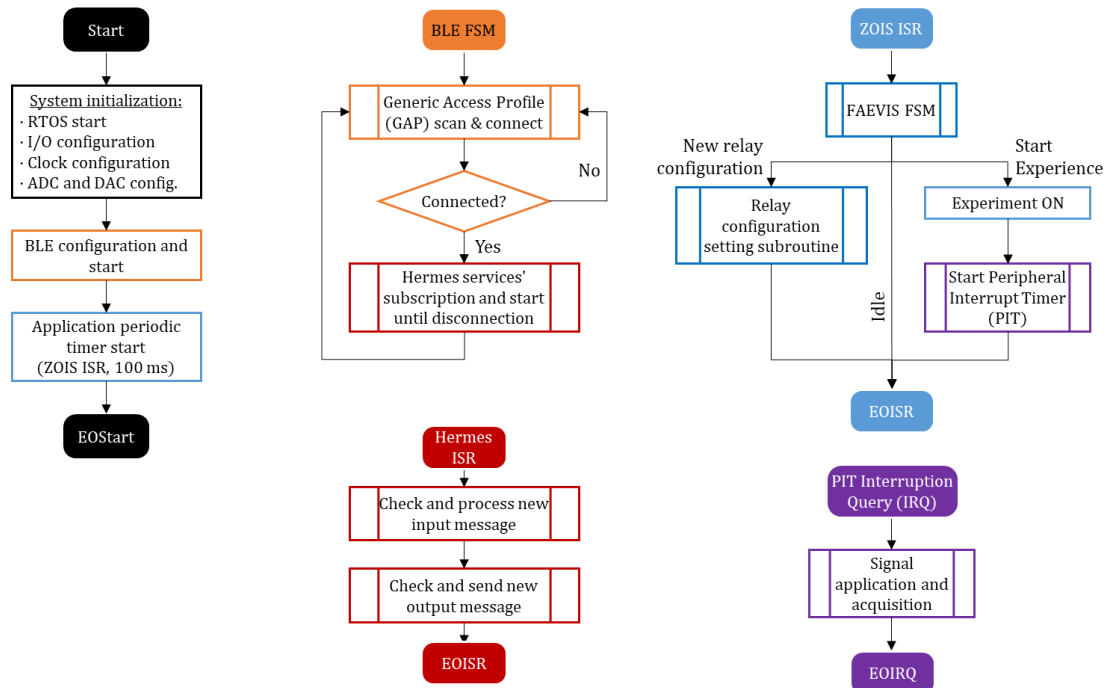 Start
System initialization:
· RTOS start
· I/O configuration
· Clock configuration
· ADC and DAC config.
BLE configuration and
start
Application periodic
timer start
(ZOIS ISR, 100 ms)
EOStart
BLE FSM
Generic Access Profile
(GAP) scan & connect
No
Connected?
Yes
Hermes services'
subscription and start
until disconnection
Hermes
ISR
Check and process new
input message
Check and send new
output message
EOISR
ZOIS ISR
FAEVIS FSM
New relay
configuration
Start
Experience
Relay
configuration
setting subroutine
Idle
Experiment ON
Start Peripheral
Interrupt Timer
(PIT)
EOISR
PIT Interruption
Query (IRQ)
Signal
application and
acquisition
EOIRQ